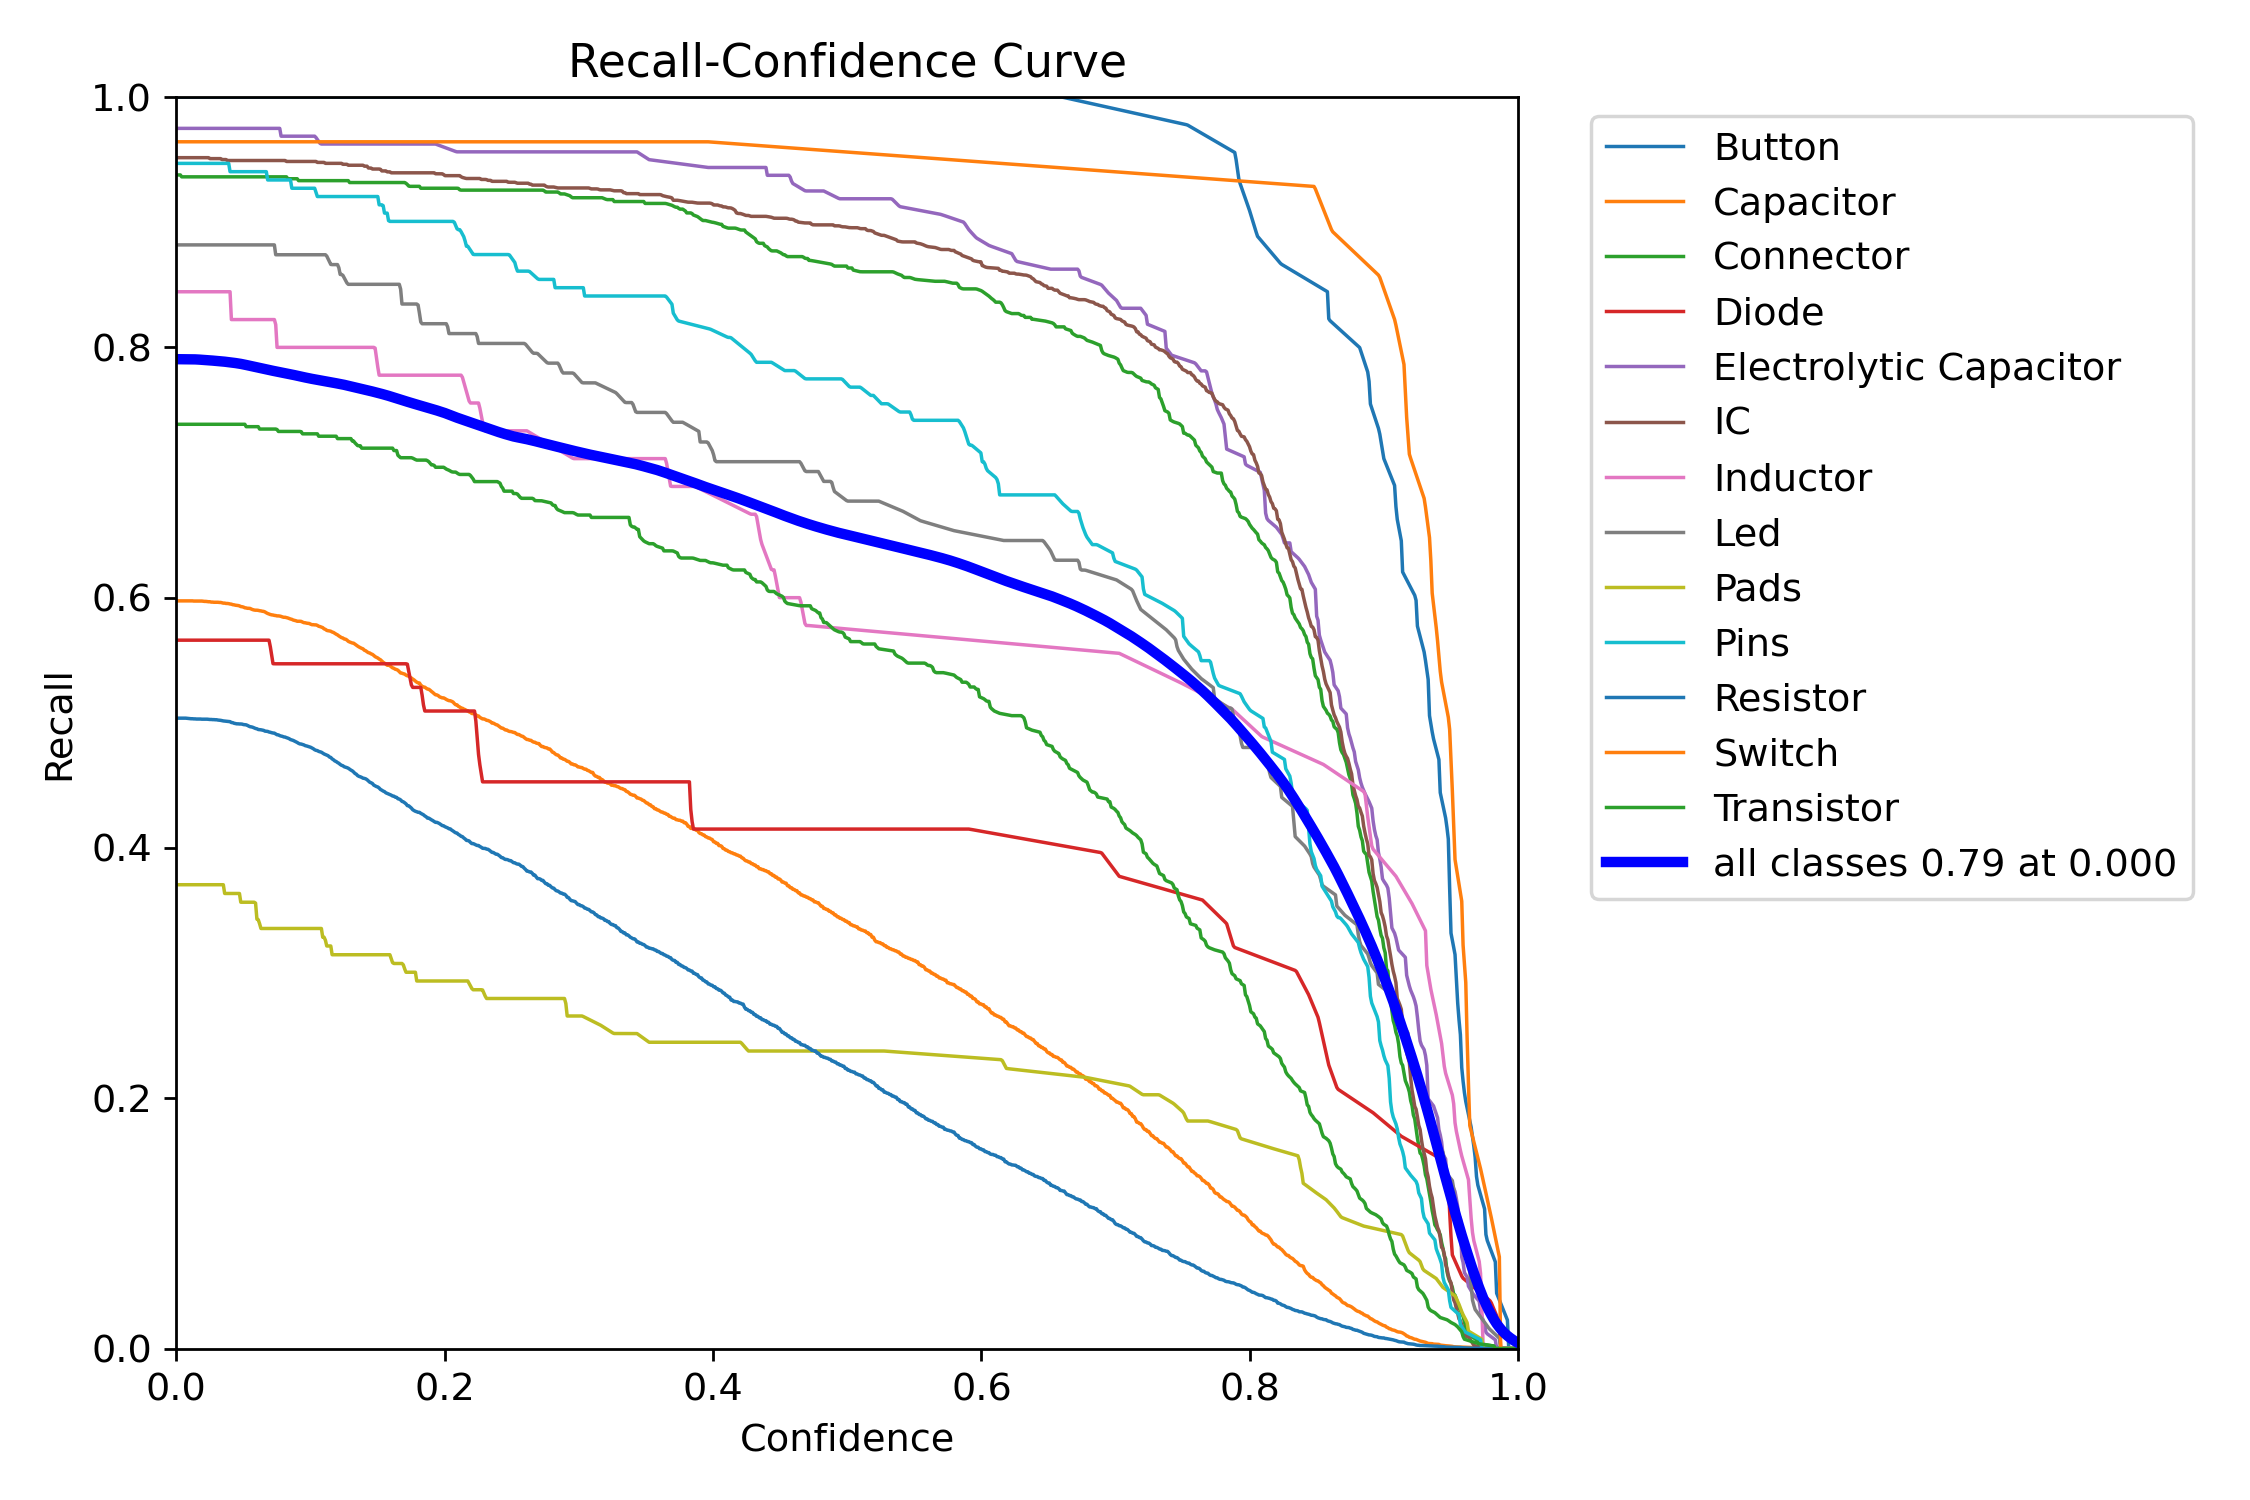 Recall-Confidence Curve
1.0
0.8
0.6
0.4
0.2
0.0
Recall
0.0 0.2 0.4 0.6 0.8 1.0
Confidence
Button
Capacitor
Connector
Diode
Electrolytic Capacitor
IC
Inductor
Led
Pads
Pins
Resistor
Switch
Transistor
all classes 0.79 at 0.000